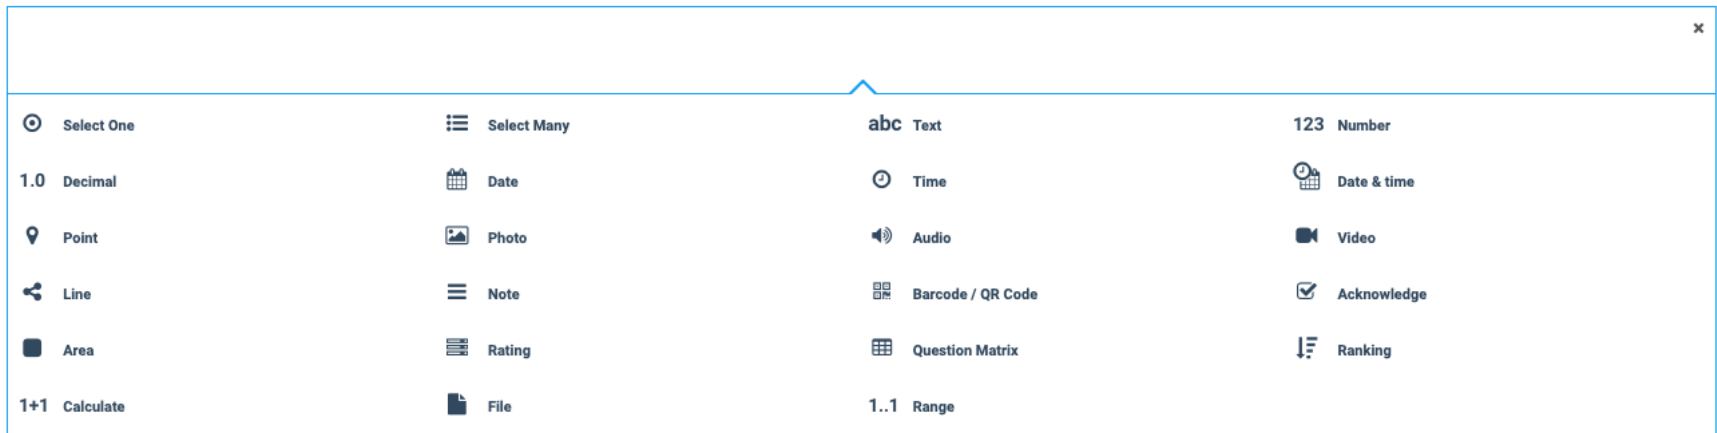 Select One Select Many abc Text 123 Number
1.0 Decimal Date Time Date & time
Point Photo Audio Video
Line Note Barcode / QR Code Acknowledge
Area Rating Question Matrix Ranking
1+1 Calculate File 1..1 Range